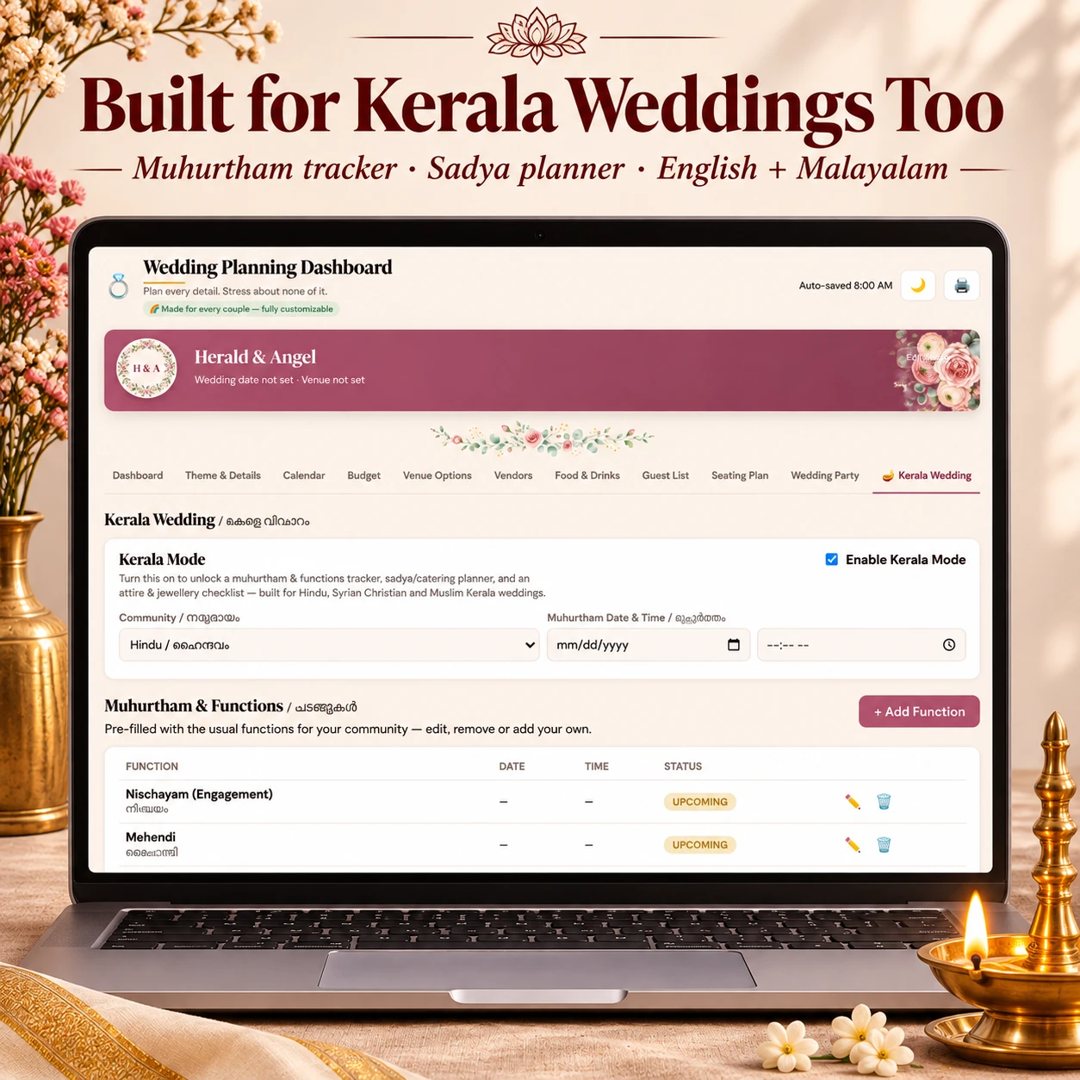 Built for Kerala Weddings Too
Muhurtham tracker · Sadya planner · English + Malayalam
Wedding Planning Dashboard
Plan every detail. Stress about none of it.
Made for every couple — fully customizable
Auto-saved 8:00 AM
H & A
Herald & Angel
Wedding date not set · Venue not set
Dashboard Theme & Details Calendar Budget Venue Options Vendors Food & Drinks Guest List Seating Plan Wedding Party Kerala Wedding
Kerala Wedding /
Kerala Mode
Enable Kerala Mode
Turn this on to unlock a muhurtham & functions tracker, sadya/catering planner, and an
attire & jewellery checklist — built for Hindu, Syrian Christian and Muslim Kerala weddings.
Community /
Muhurtham Date & Time /
Hindu / ഹൈന്ദവം
mm/dd/yyyy
--:-- --
Muhurtham & Functions / ചടങ്ങുകൾ
+ Add Function
Pre-filled with the usual functions for your community — edit, remove or add your own.
FUNCTION DATE TIME STATUS
Nischayam (Engagement)
– – UPCOMING
Mehendi
– – UPCOMING